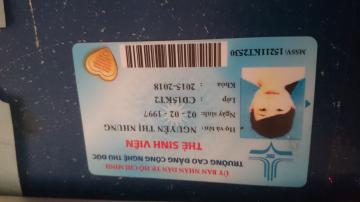 ỦY BAN NHÂN DÂN TP HỒ CHÍ MINH
TRƯỜNG CAO ĐẲNG CÔNG NGHỆ THỦ ĐỨC
THẺ SINH VIÊN
Họ và tên: NGUYỄN THỊ NHUNG
Ngày sinh: 02 - 02 - 1997
Lớp : CD15KT2
Khóa : 2015-2018
MSSV: 15211KT2530